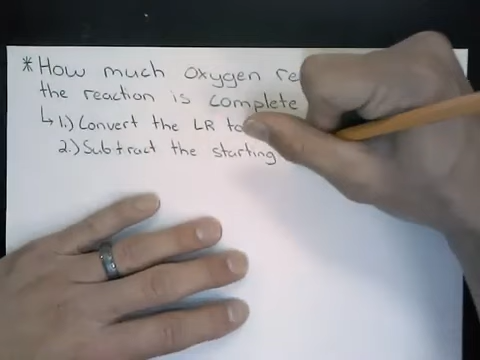 *How much oxygen re
the reaction is complete
↳1.) Convert the LR to
2.) Subtract the starting